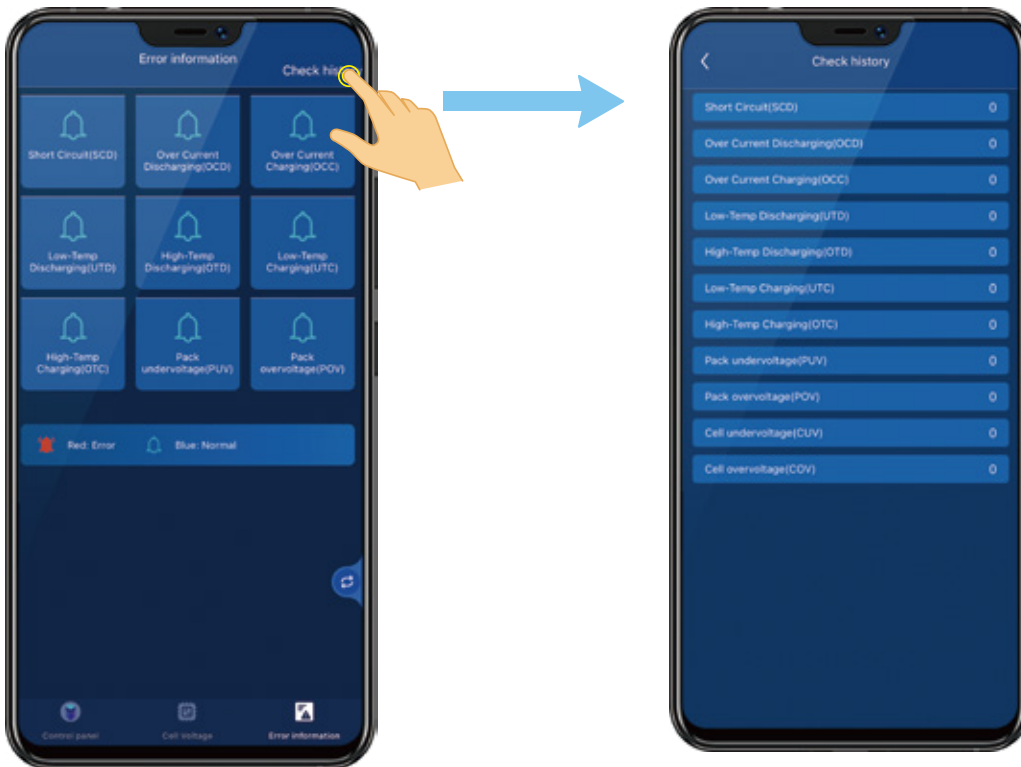 Error information
Check history
Short Circuit(SCD)
Over Current
Discharging(OCD)
Over Current
Charging(OCC)
Low-Temp
Discharging(UTD)
High-Temp
Discharging(OTD)
Low-Temp
Charging(UTC)
High-Temp
Charging(OTC)
Pack
undervoltage(PUV)
Pack
overvoltage(POV)
Red: Error
Blue: Normal
Control panel
Cell Voltage
Error information
Check history
Short Circuit(SCD) 0
Over Current Discharging(OCD) 0
Over Current Charging(OCC) 0
Low-Temp Discharging(UTD) 0
High-Temp Discharging(OTD) 0
Low-Temp Charging(UTC) 0
High-Temp Charging(OTC) 0
Pack undervoltage(PUV) 0
Pack overvoltage(POV) 0
Cell undervoltage(CUV) 0
Cell overvoltage(COV) 0